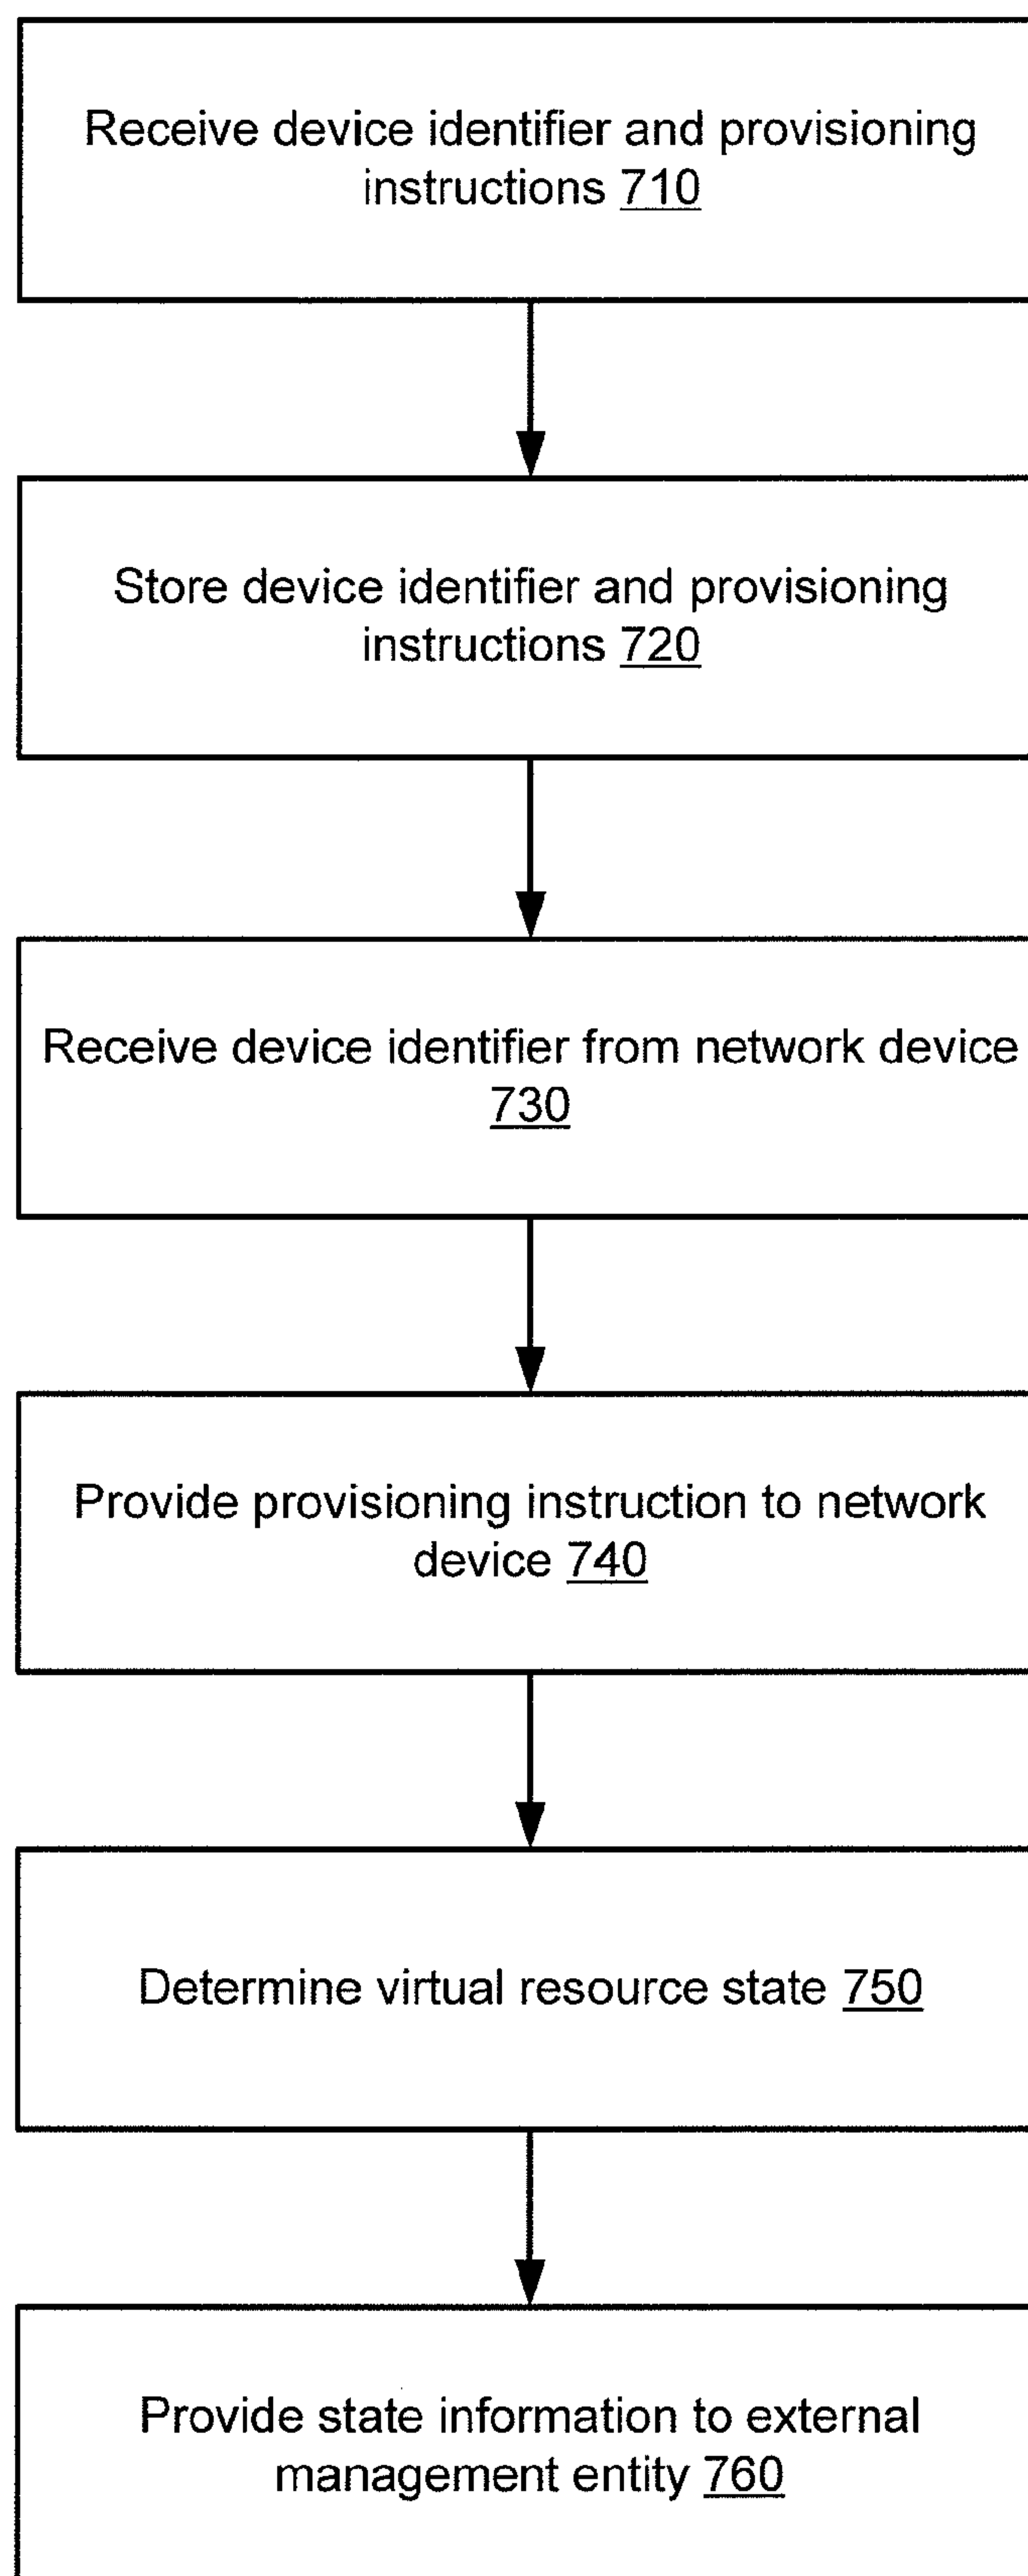 Receive device identifier and provisioning
instructions 710
Store device identifier and provisioning
instructions 720
Receive device identifier from network device
730
Provide provisioning instruction to network
device 740
Determine virtual resource state 750
Provide state information to external
management entity 760